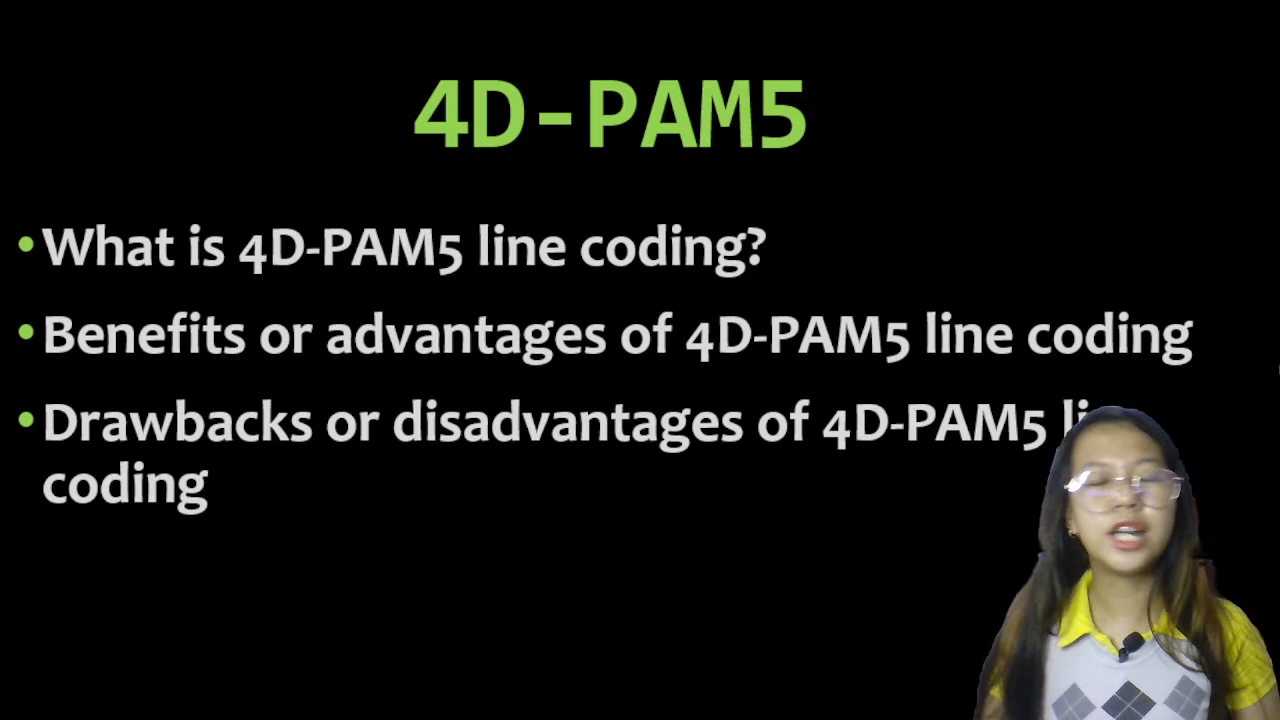 4D-PAM5
• What is 4D-PAM5 line coding?
• Benefits or advantages of 4D-PAM5 line coding
• Drawbacks or disadvantages of 4D-PAM5
coding